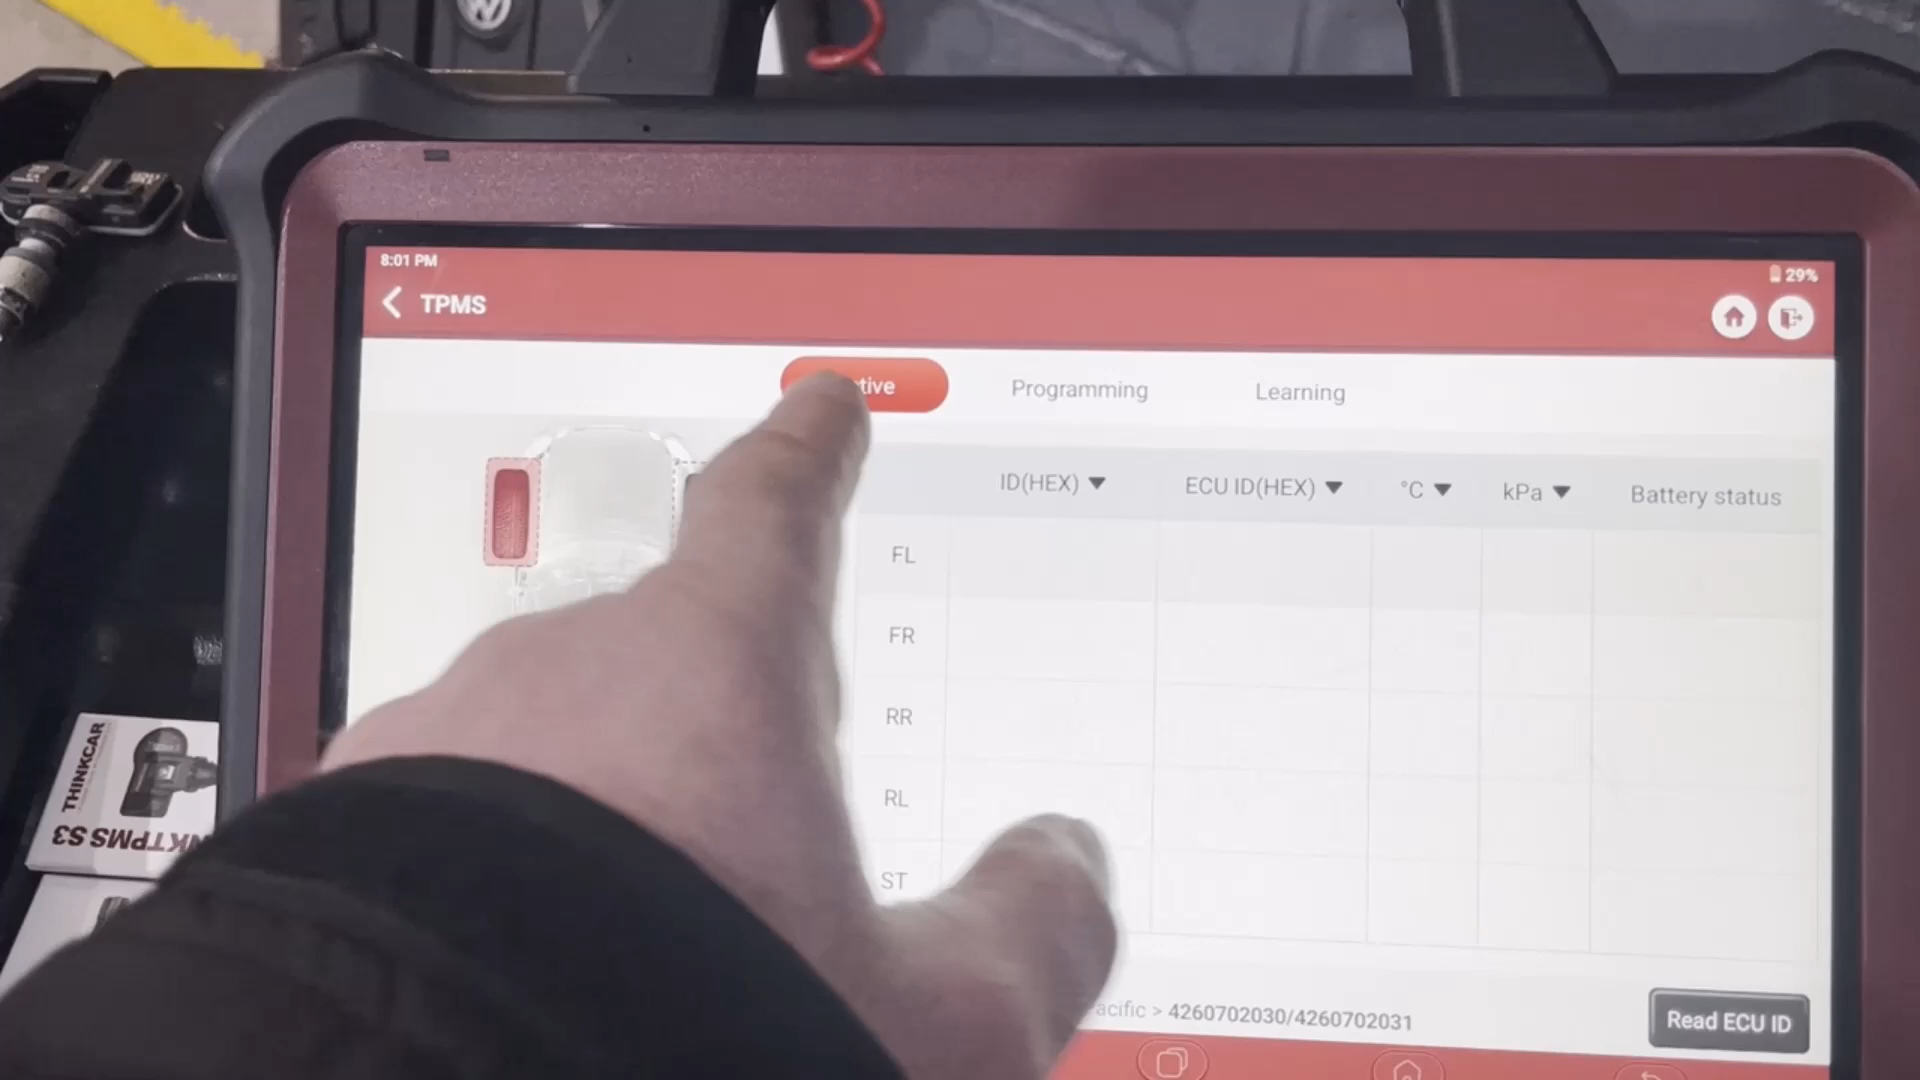 8:01 PM
29%
TPMS
tive
Programming
Learning
ID(HEX)
ECU ID(HEX)
°C
kPa
Battery status
FL
FR
RR
RL
ST
acific > 4260702030/4260702031
Read ECU ID
THINKCAR
NKTPMS S3